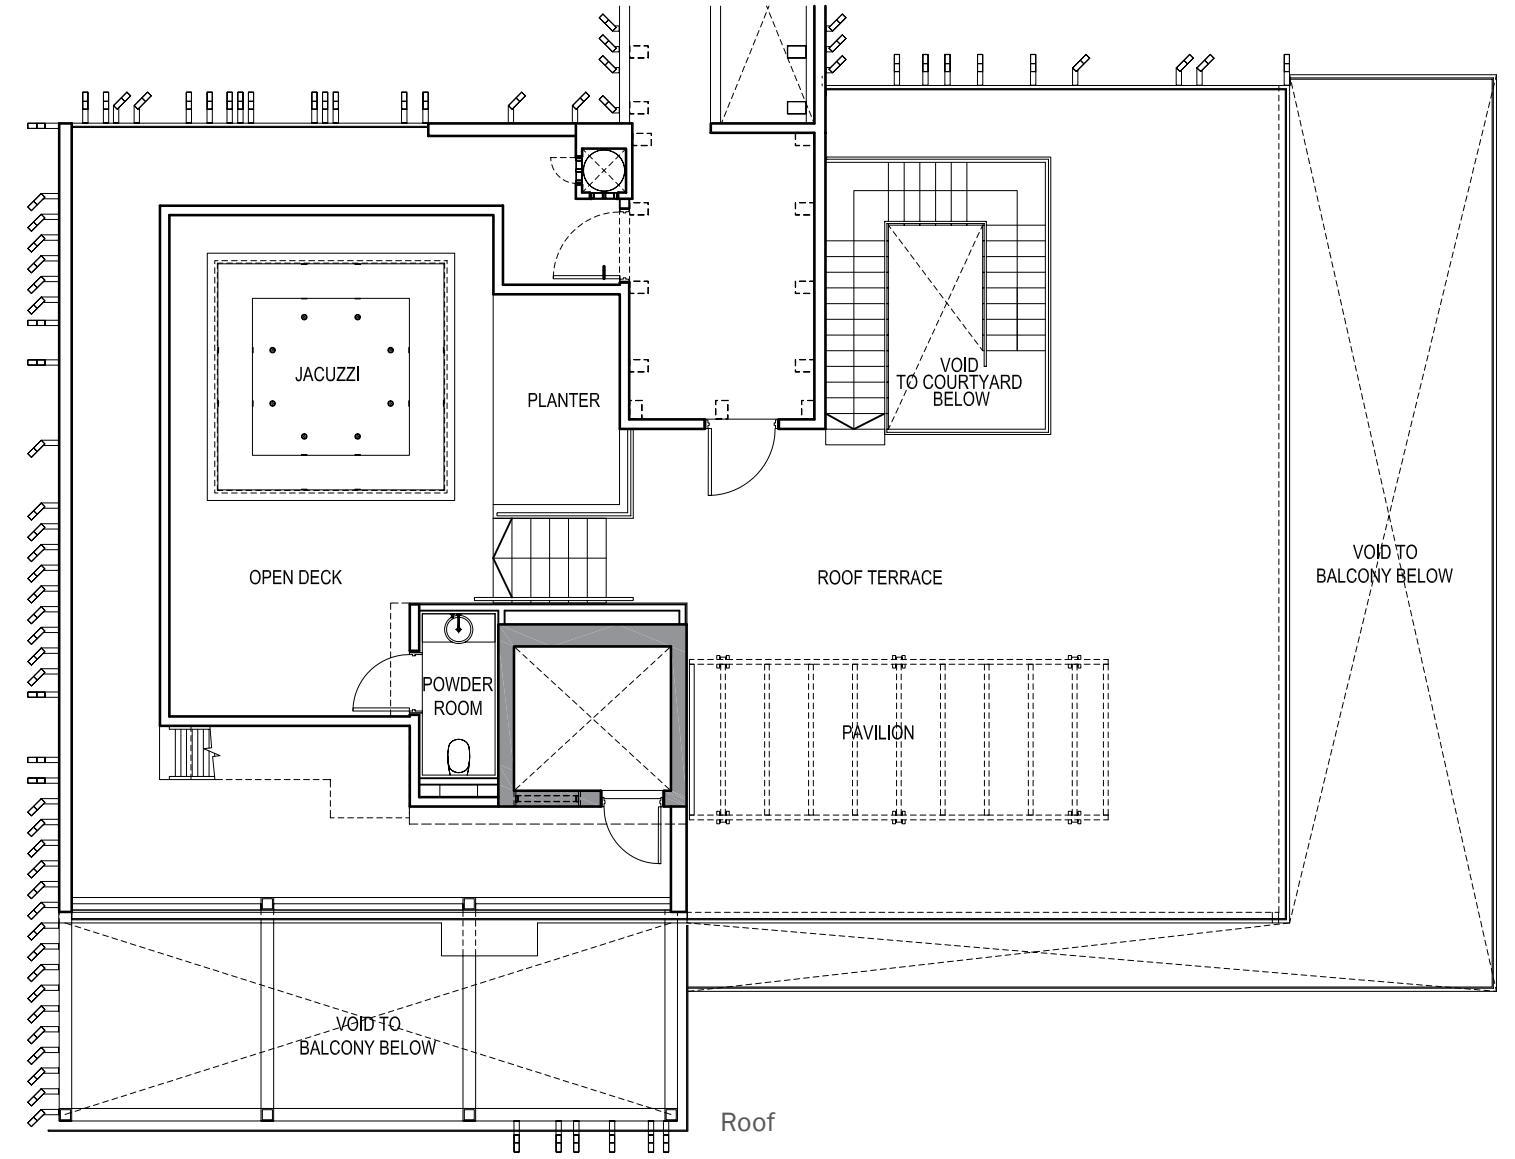 JACUZZI
PLANTER
VOID
TO COURTYARD
BELOW
OPEN DECK
ROOF TERRACE
VOID TO
BALCONY BELOW
POWDER
ROOM
PAVILION
VOID TO
BALCONY BELOW
Roof